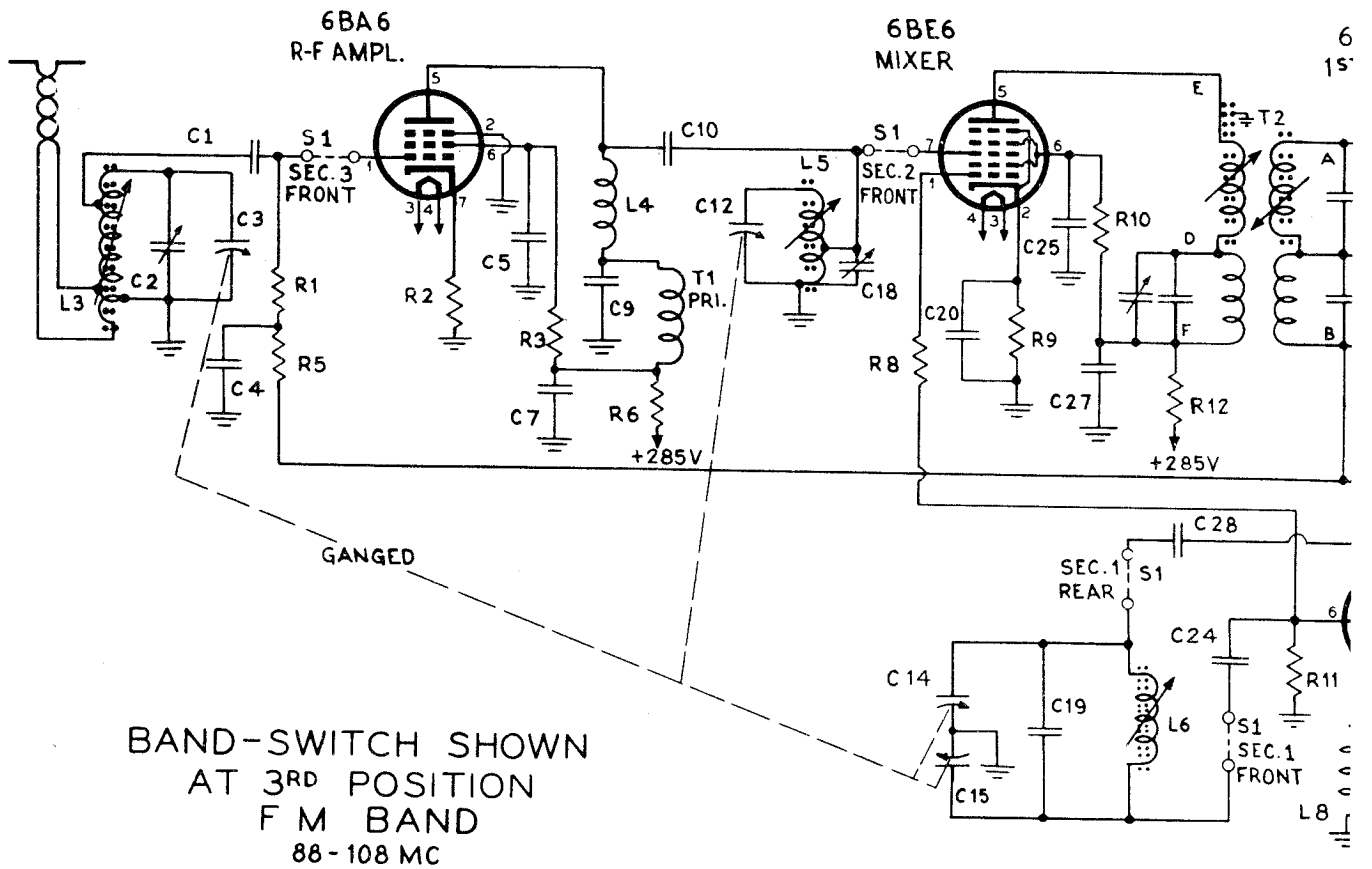 6BA6
R-F AMPL.
6BE6
MIXER
6
1ST
5
2
6
1
3 4 7
C1
S1
SEC.3
FRONT
C10
S1
SEC.2
FRONT
L5
5
7
1
6
4 3 2
E
T2
A
D
F
B
L3
C2
C3
R1
R5
C4
R2
C5
R3
C7
L4
C9
T1
PRI.
R6
+285V
C12
C18
R8
C20
R9
C25
R10
C27
R12
+285V
GANGED
C28
SEC.1 S1
REAR
C24
6
R11
C14
C19
L6
C15
S1
SEC.1
FRONT
L8
BAND-SWITCH SHOWN
AT 3RD POSITION
FM BAND
88-108 MC